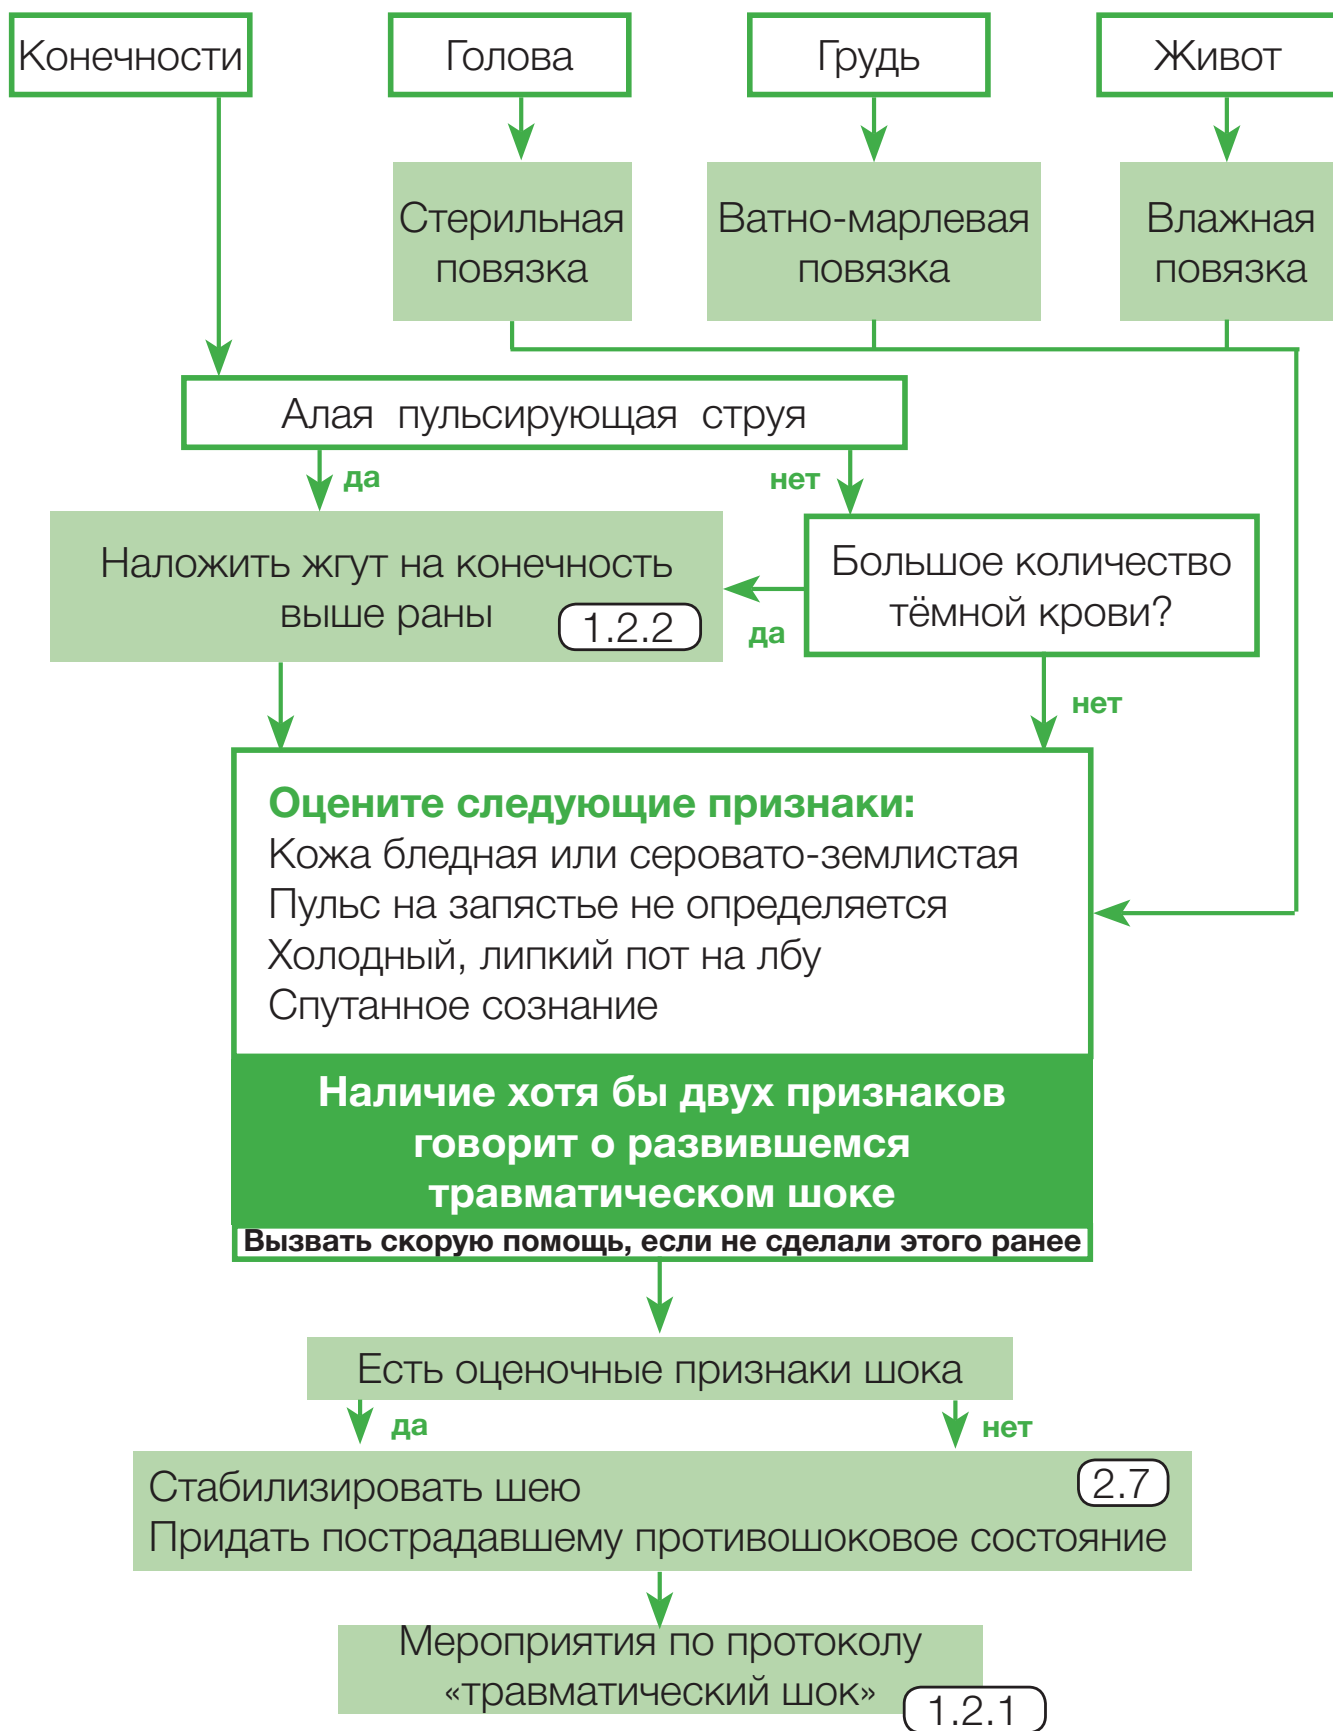 Конечности
Голова
Грудь
Живот
Стерильная
повязка
Ватно-марлевая
повязка
Влажная
повязка
Алая пульсирующая струя
да
нет
Наложить жгут на конечность
выше раны
1.2.2
Большое количество
тёмной крови?
да
нет
Оцените следующие признаки:
Кожа бледная или серовато-землистая
Пульс на запястье не определяется
Холодный, липкий пот на лбу
Спутанное сознание
Наличие хотя бы двух признаков
говорит о развившемся
травматическом шоке
Вызвать скорую помощь, если не сделали этого ранее
Есть оценочные признаки шока
да
нет
Стабилизировать шею
2.7
Придать пострадавшему противошоковое состояние
Мероприятия по протоколу
«травматический шок»
1.2.1